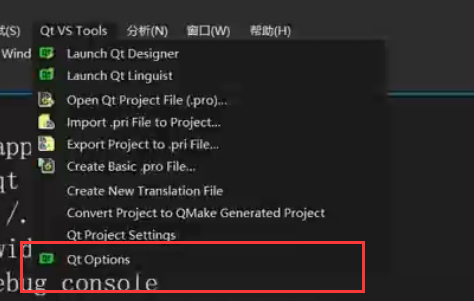 (S) Qt VS Tools 分析(N) 窗口(W) 帮助(H)
Wind
Launch Qt Designer
Launch Qt Linguist
Open Qt Project File (.pro)...
Import .pri File to Project...
Export Project to .pri File...
Create Basic .pro File...
app
Create New Translation File
qt
Convert Project to QMake Generated Project
/.
Qt Project Settings
wid
Qt Options
ebug console